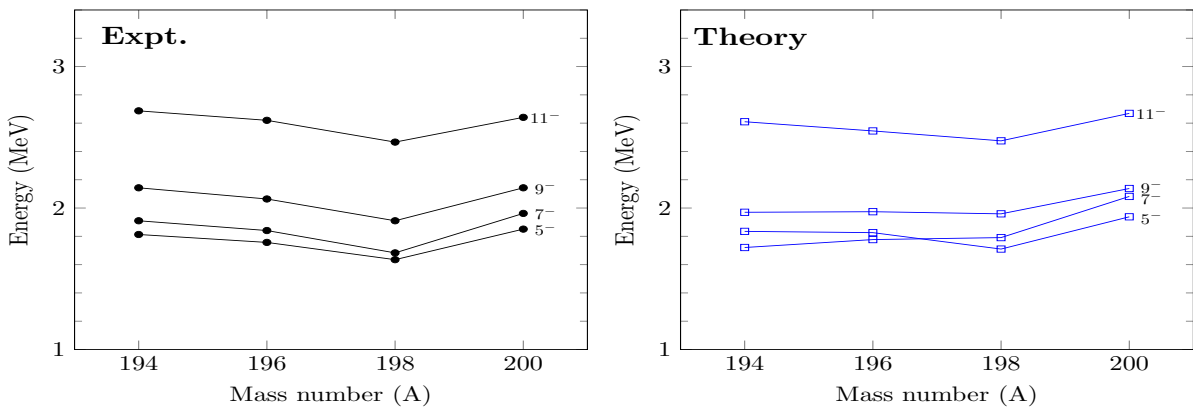 Expt.
3
2
1
Energy (MeV)
11⁻
9⁻
7⁻
5⁻
194 196 198 200
Mass number (A)
Theory
3
2
1
Energy (MeV)
11⁻
9⁻
7⁻
5⁻
194 196 198 200
Mass number (A)